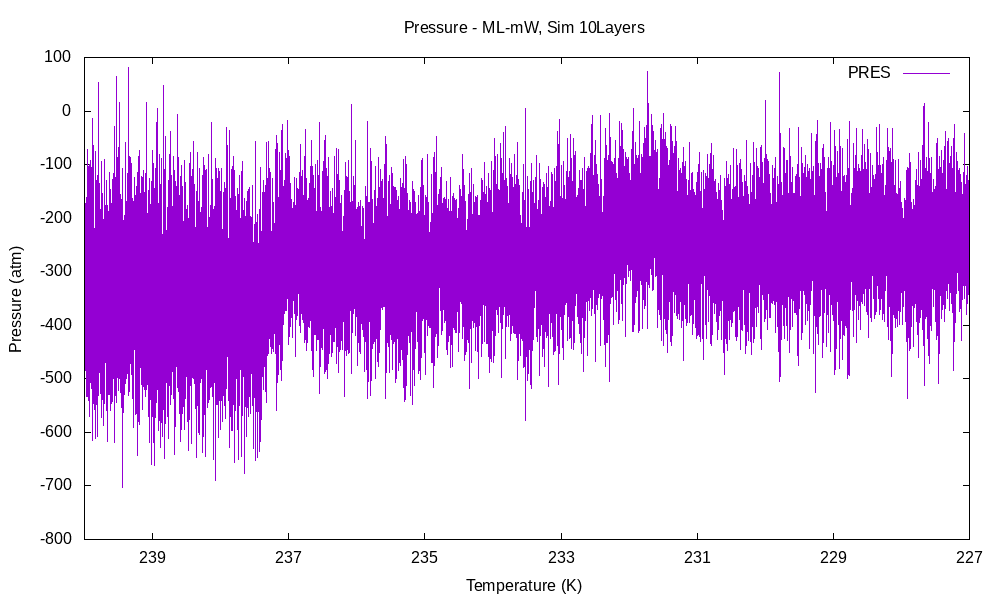 Pressure - ML-mW, Sim 10Layers
PRES
100
0
-100
-200
-300
-400
-500
-600
-700
-800
Pressure (atm)
239 237 235 233 231 229 227
Temperature (K)